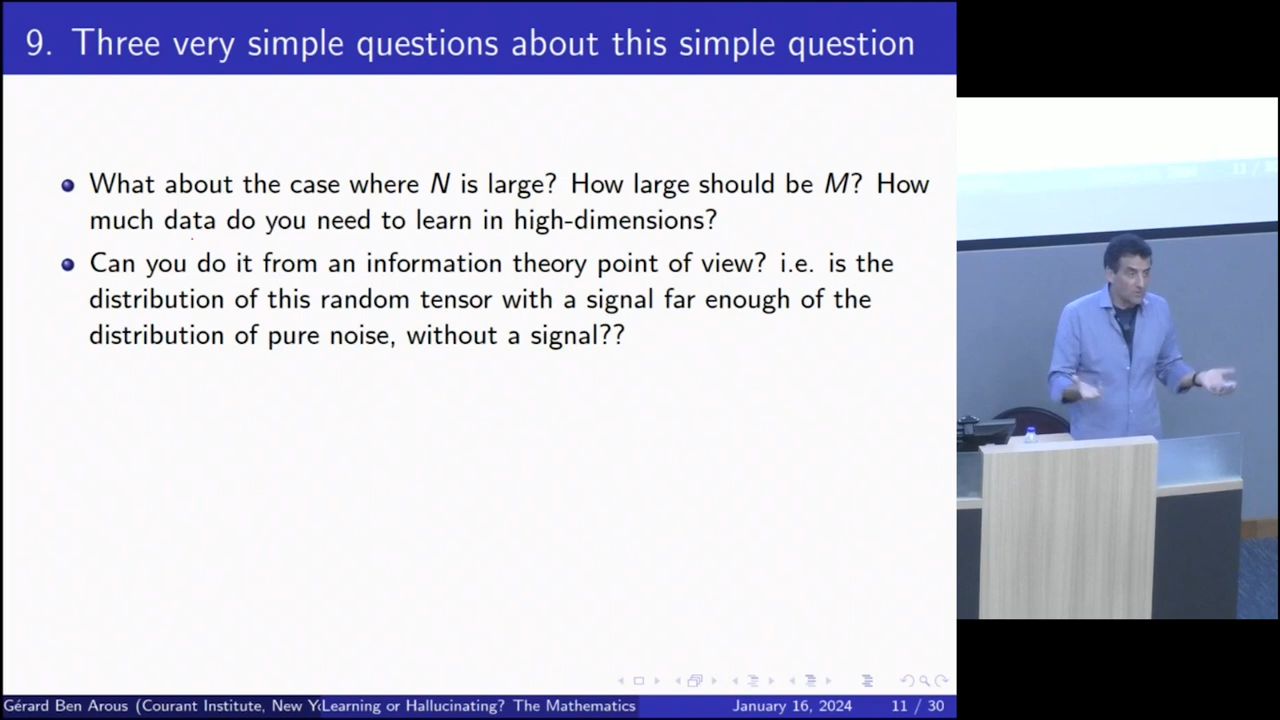 9. Three very simple questions about this simple question
What about the case where N is large? How large should be M? How
much data do you need to learn in high-dimensions?
Can you do it from an information theory point of view? i.e. is the
distribution of this random tensor with a signal far enough of the
distribution of pure noise, without a signal??
Gérard Ben Arous (Courant Institute, New Y Learning or Hallucinating? The Mathematics January 16, 2024 11 / 30